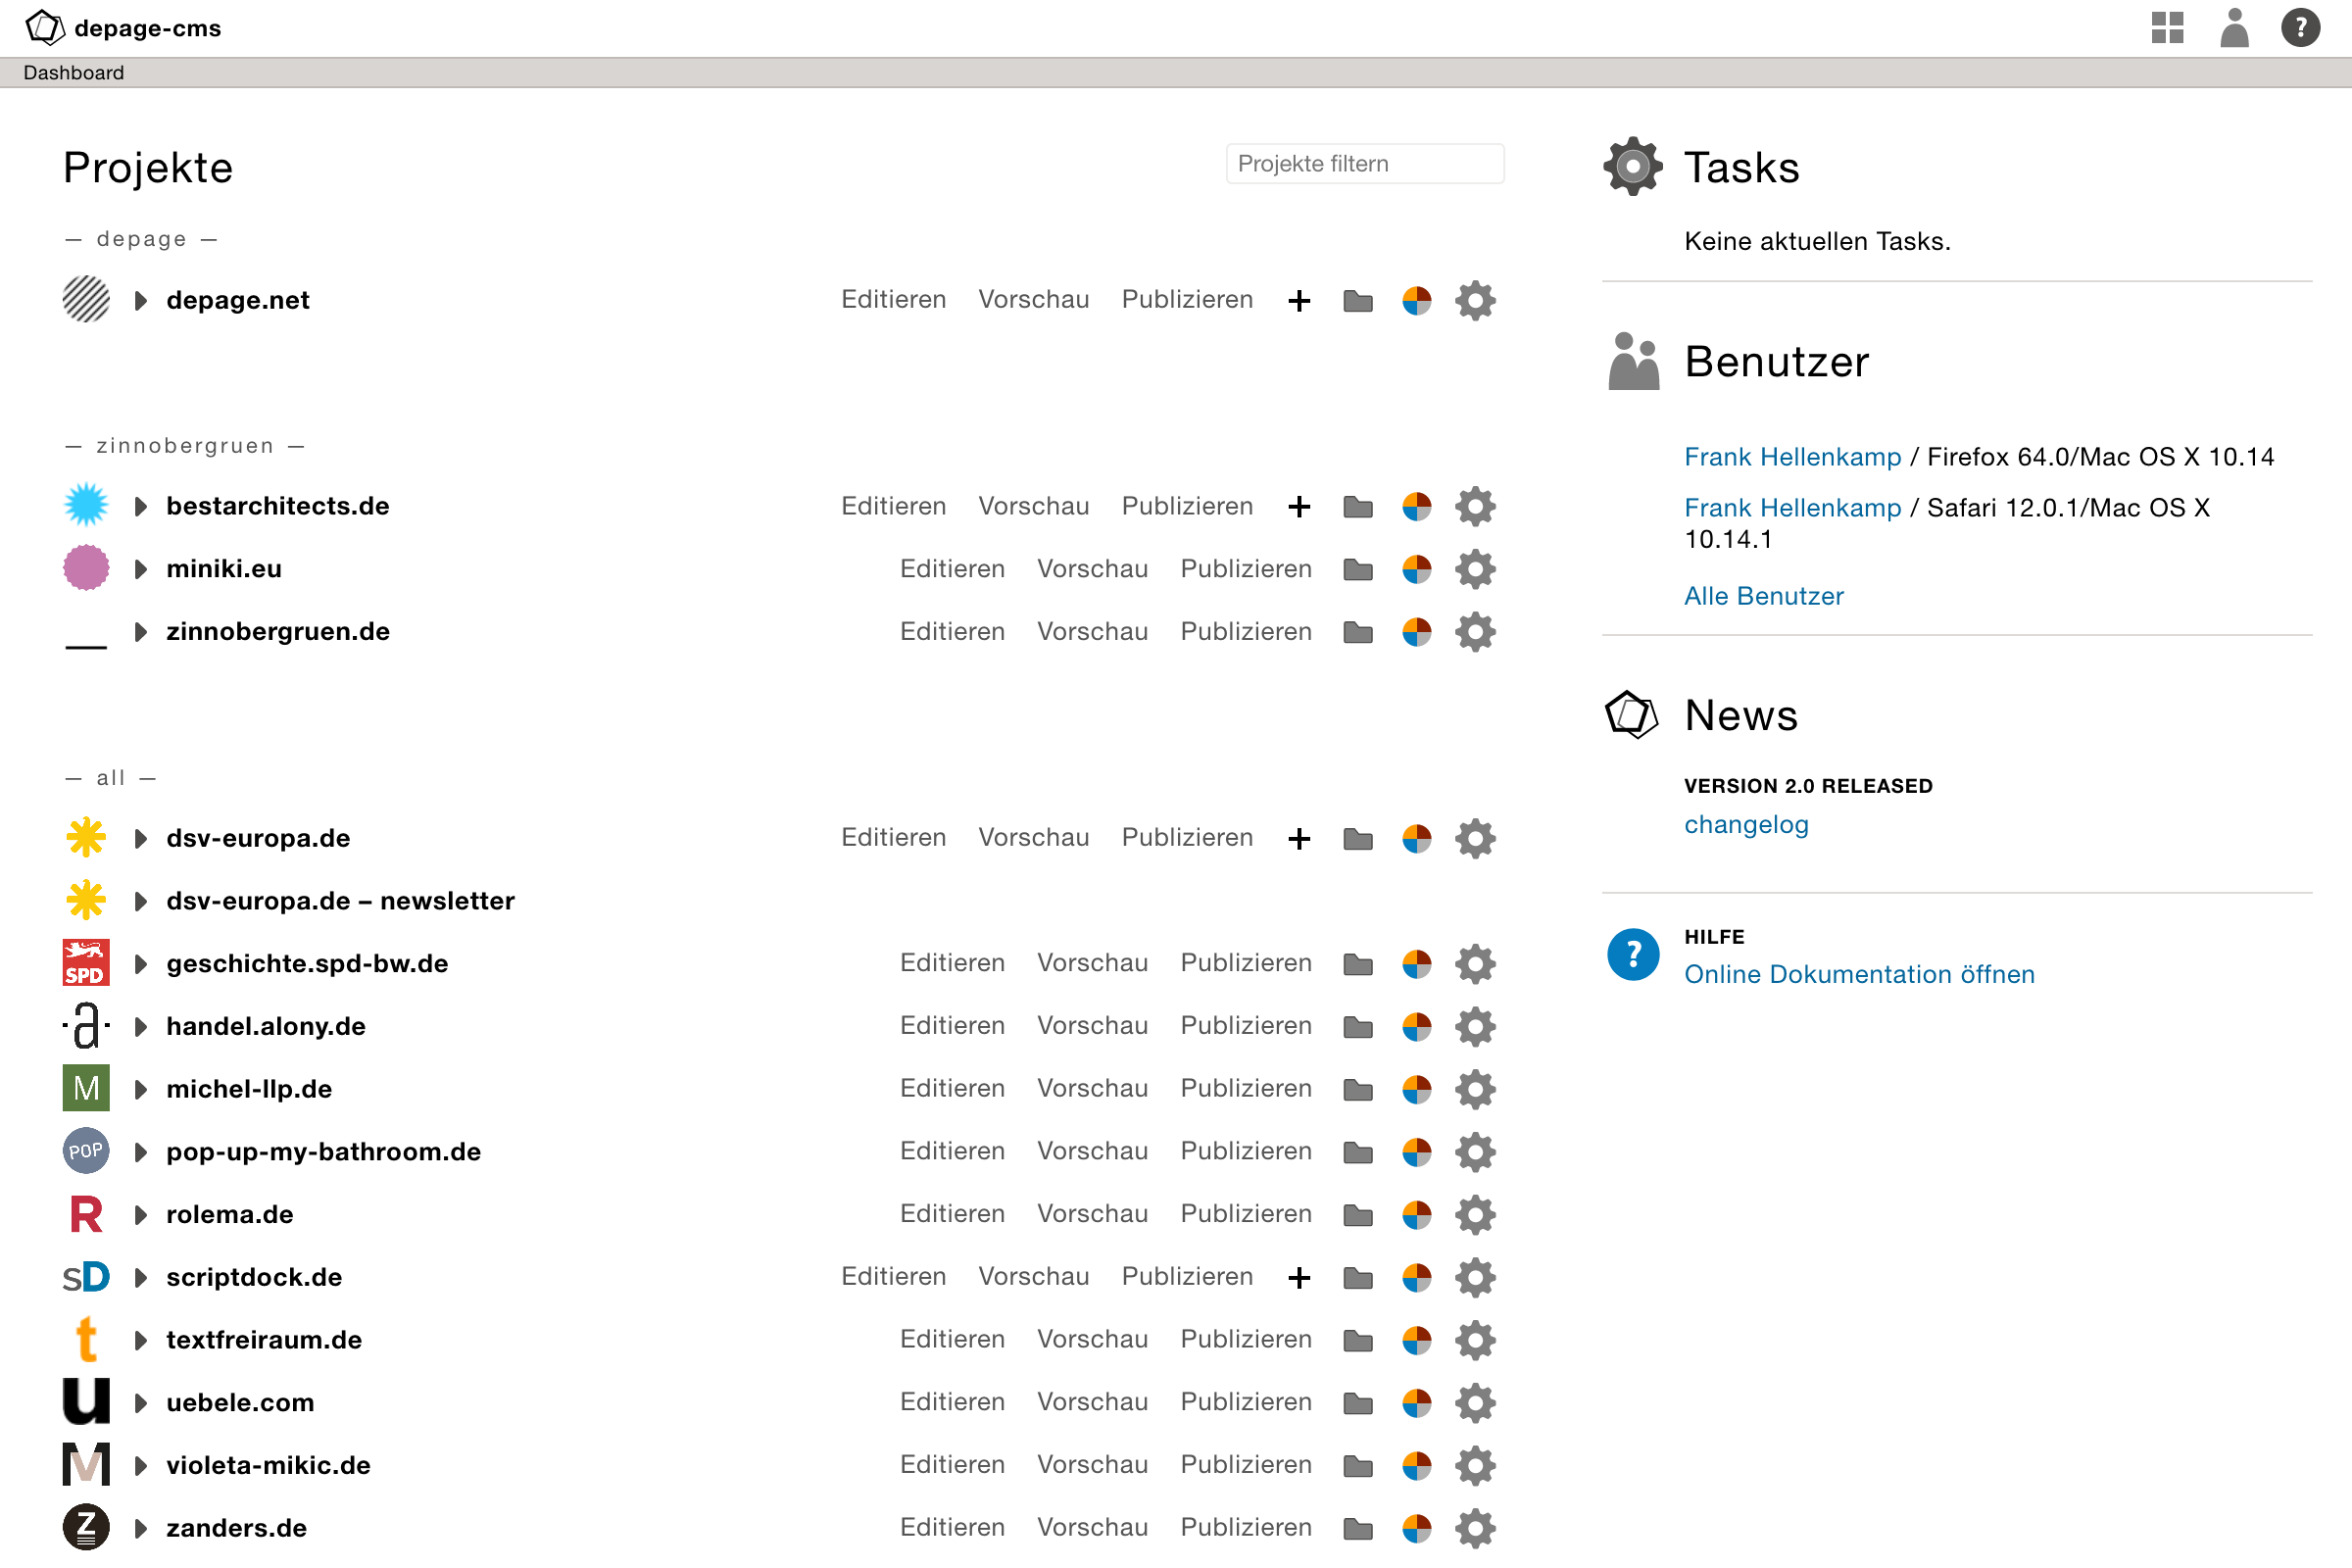 depage-cms
?
Dashboard
Projekte
Projekte filtern
— depage —
depage.net Editieren Vorschau Publizieren
— zinnobergruen —
bestarchitects.de Editieren Vorschau Publizieren
miniki.eu Editieren Vorschau Publizieren
zinnobergruen.de Editieren Vorschau Publizieren
— all —
dsv-europa.de Editieren Vorschau Publizieren
dsv-europa.de – newsletter
SPD geschichte.spd-bw.de Editieren Vorschau Publizieren
·a· handel.alony.de Editieren Vorschau Publizieren
M michel-llp.de Editieren Vorschau Publizieren
POP pop-up-my-bathroom.de Editieren Vorschau Publizieren
R rolema.de Editieren Vorschau Publizieren
sD scriptdock.de Editieren Vorschau Publizieren
t textfreiraum.de Editieren Vorschau Publizieren
u uebele.com Editieren Vorschau Publizieren
M violeta-mikic.de Editieren Vorschau Publizieren
Z zanders.de Editieren Vorschau Publizieren
Tasks
Keine aktuellen Tasks.
Benutzer
Frank Hellenkamp / Firefox 64.0/Mac OS X 10.14
Frank Hellenkamp / Safari 12.0.1/Mac OS X
10.14.1
Alle Benutzer
News
VERSION 2.0 RELEASED
changelog
?
HILFE
Online Dokumentation öffnen